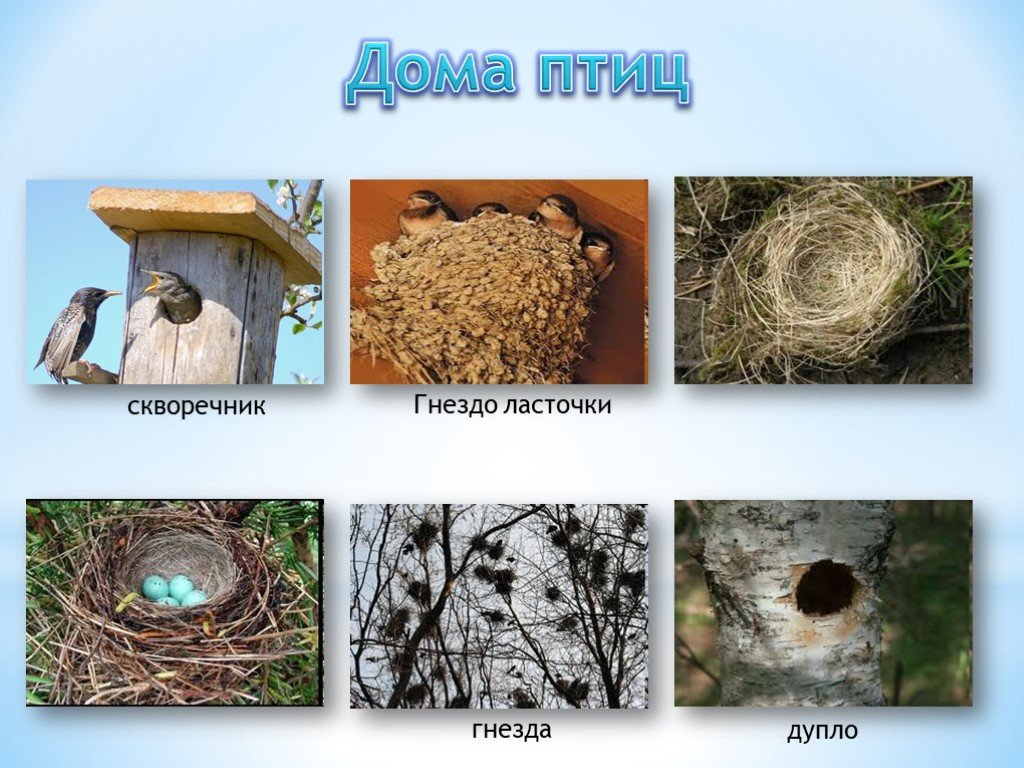 Дома птиц
скворечник
Гнездо ласточки
гнезда
дупло